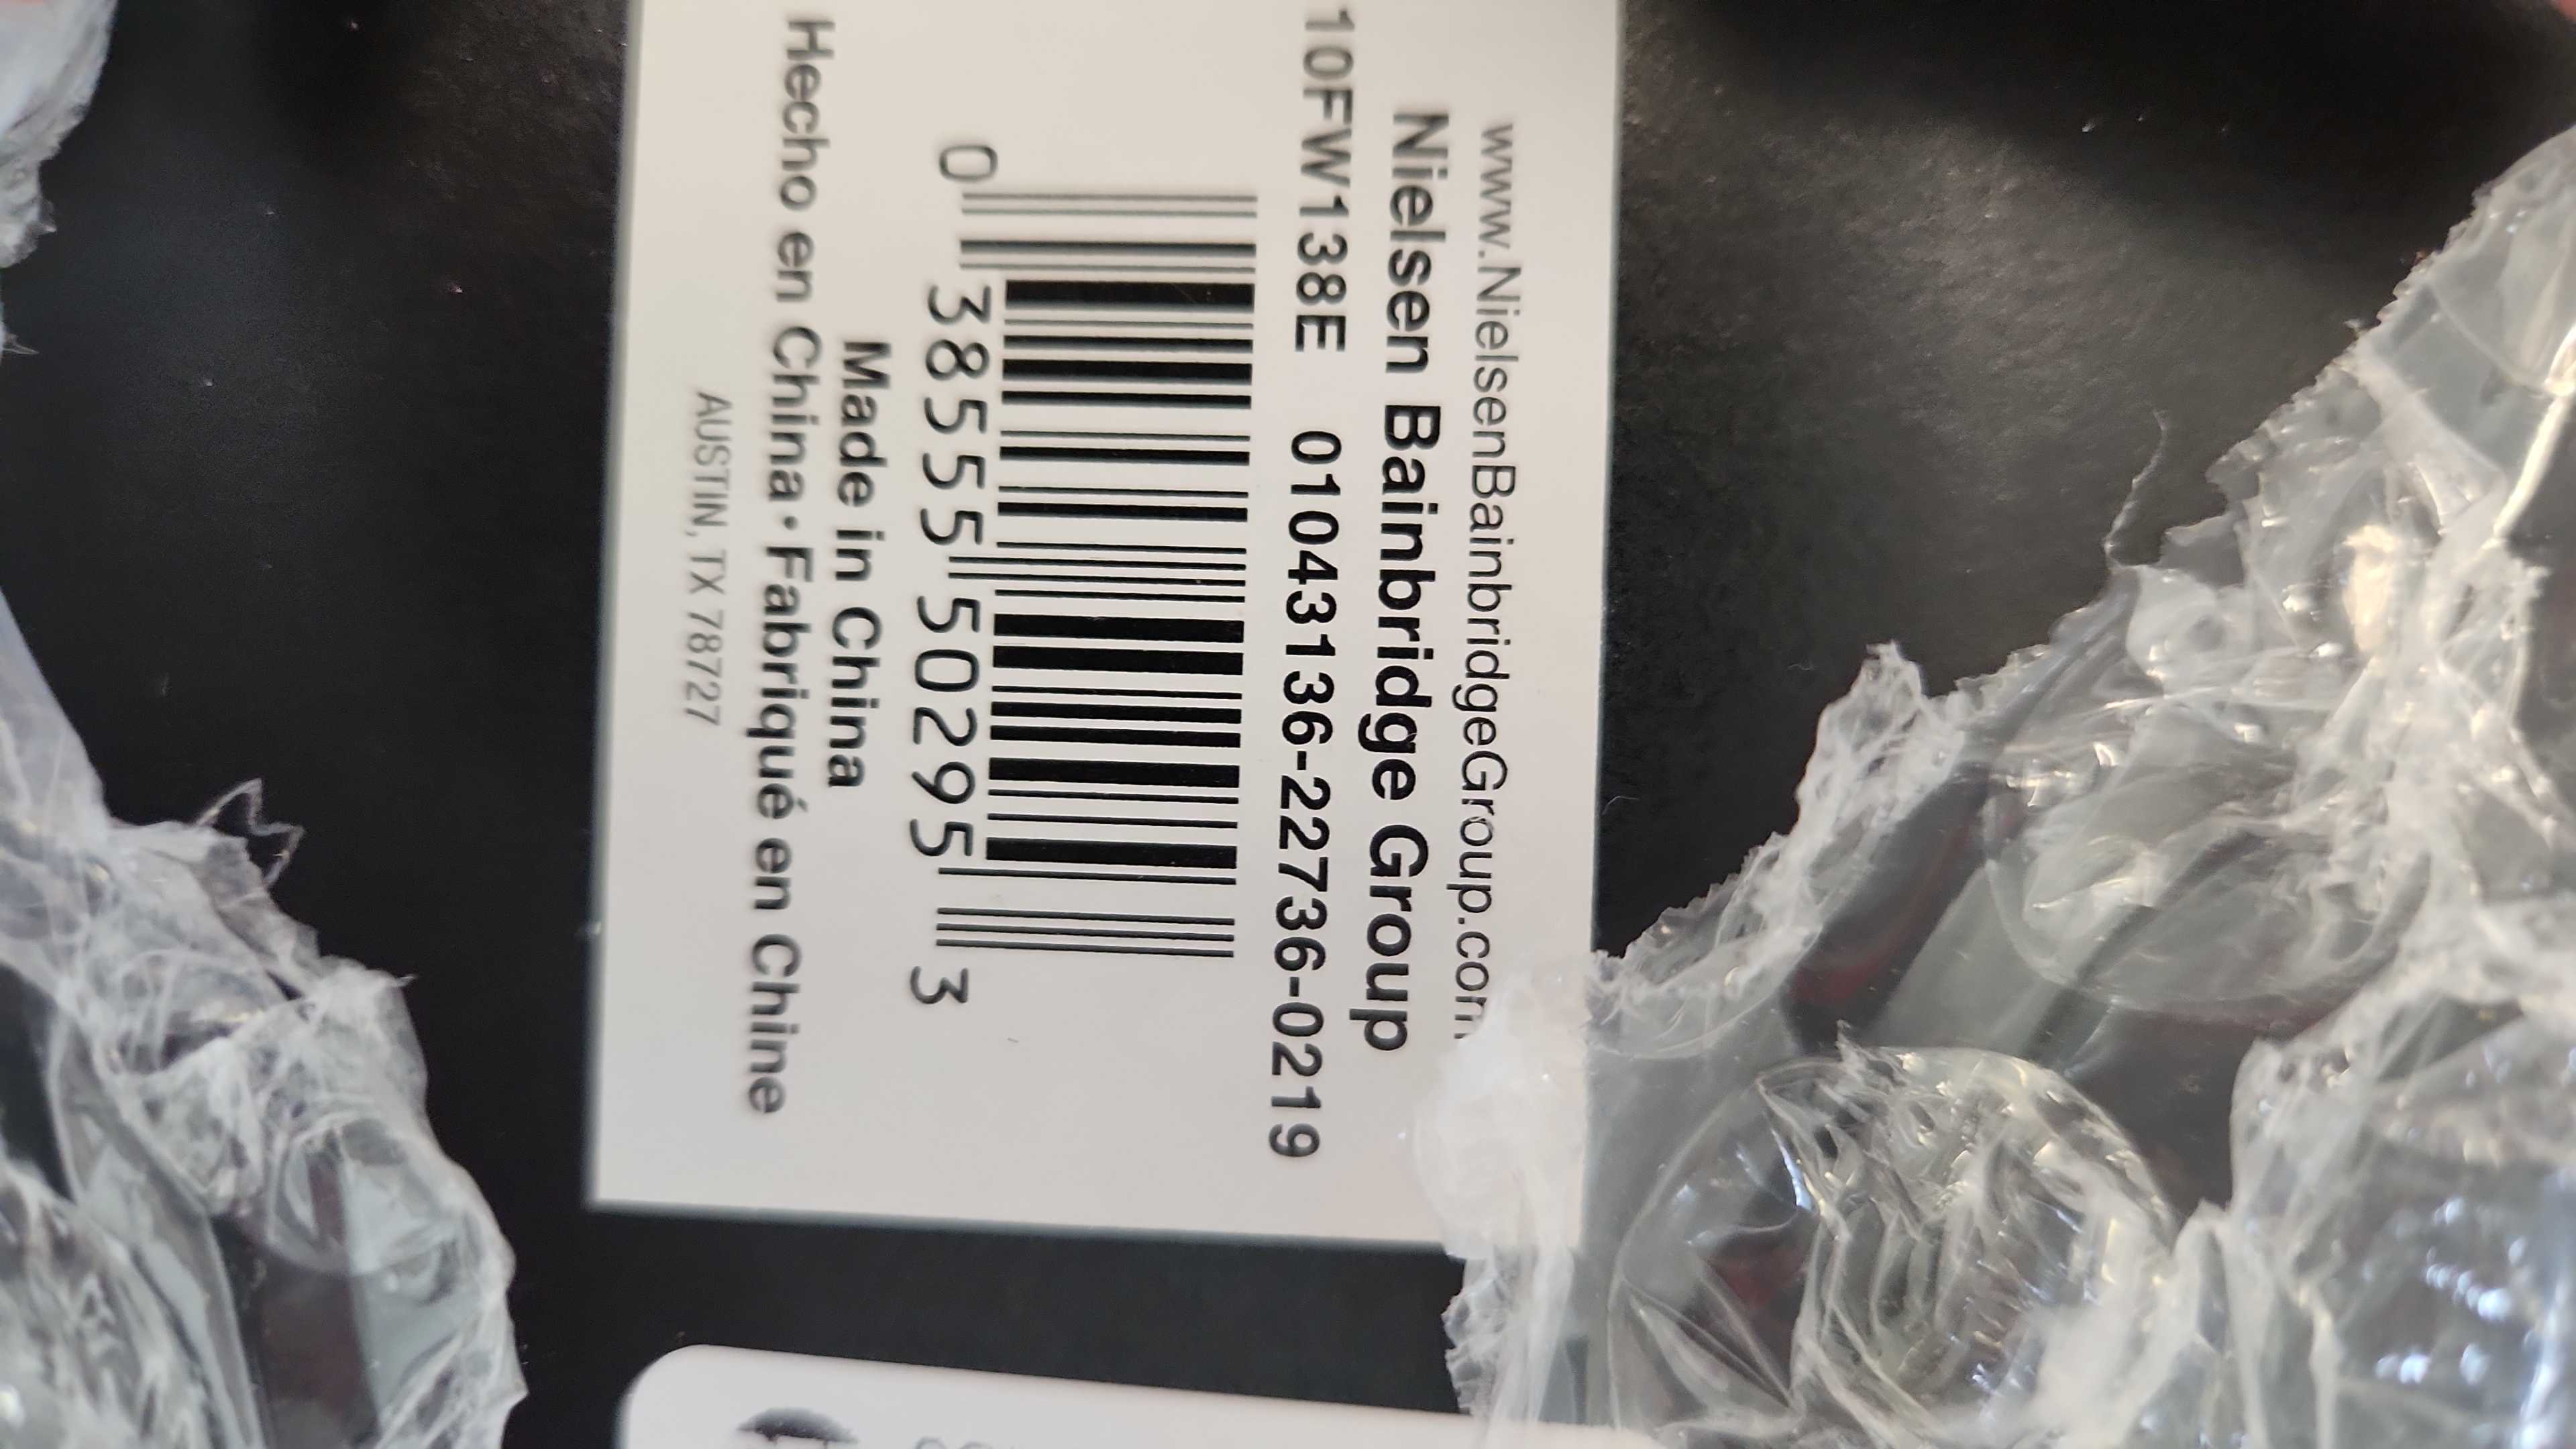 www.NielsenBainbridgeGroup.com
Nielsen Bainbridge Group
10FW138E 01043136-22736-0219
0 38555 50295 3
Made in China
Hecho en China • Fabriqué en Chine
AUSTIN, TX 78727